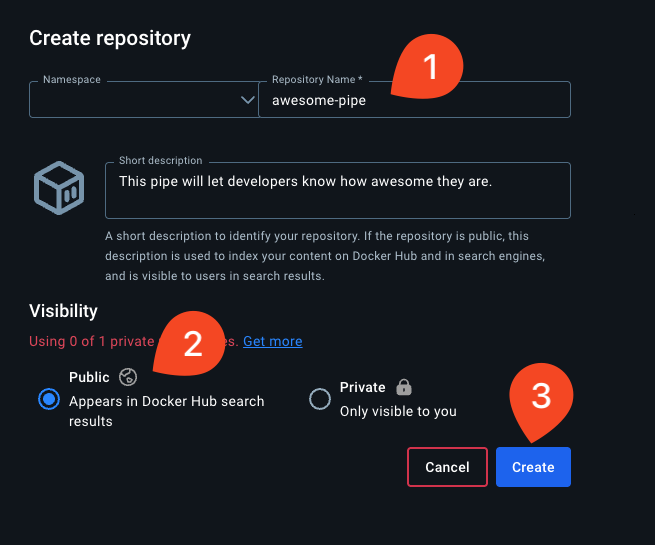 Create repository
Namespace
Repository Name *
1
awesome-pipe
Short description
This pipe will let developers know how awesome they are.
A short description to identify your repository. If the repository is public, this
description is used to index your content on Docker Hub and in search engines,
and is visible to users in search results.
Visibility
Using 0 of 1 private Get more
2
Public
Appears in Docker Hub search
results
Private
Only visible to you
3
Cancel
Create